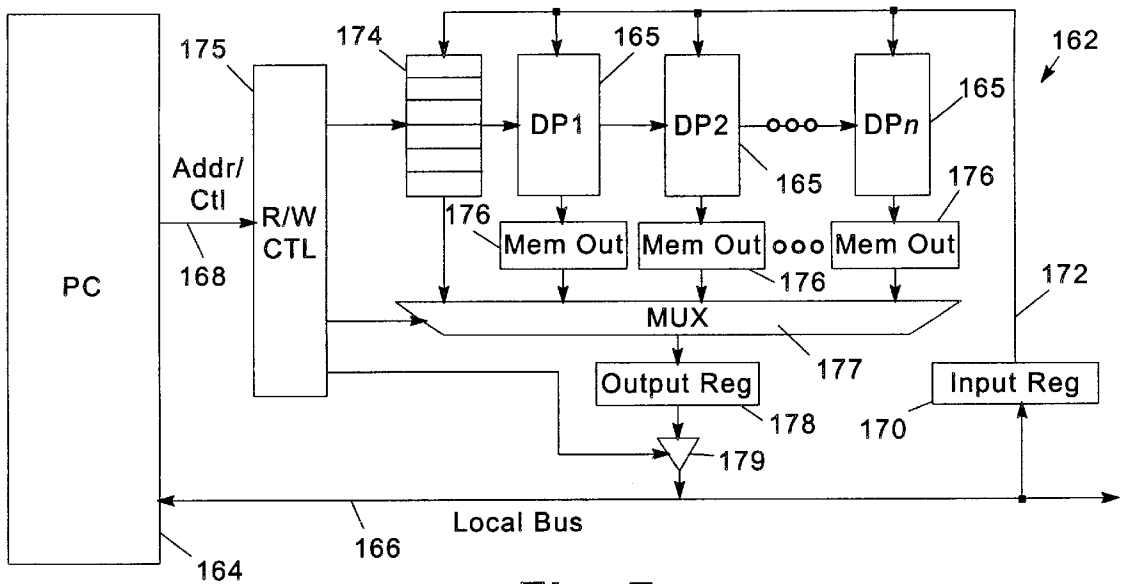 175
174
165
165
162
DP1
DP2
DPn
165
Addr/
Ctl
R/W
CTL
176
176
Mem Out
Mem Out
Mem Out
168
176
172
PC
MUX
177
Output Reg
Input Reg
178
170
179
Local Bus
166
164